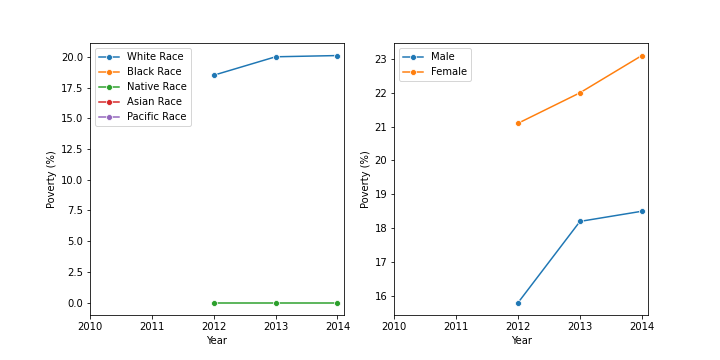 White Race
Black Race
Native Race
Asian Race
Pacific Race
Poverty (%)
20.0
17.5
15.0
12.5
10.0
7.5
5.0
2.5
0.0
2010 2011 2012 2013 2014
Year
Male
Female
Poverty (%)
23
22
21
20
19
18
17
16
2010 2011 2012 2013 2014
Year